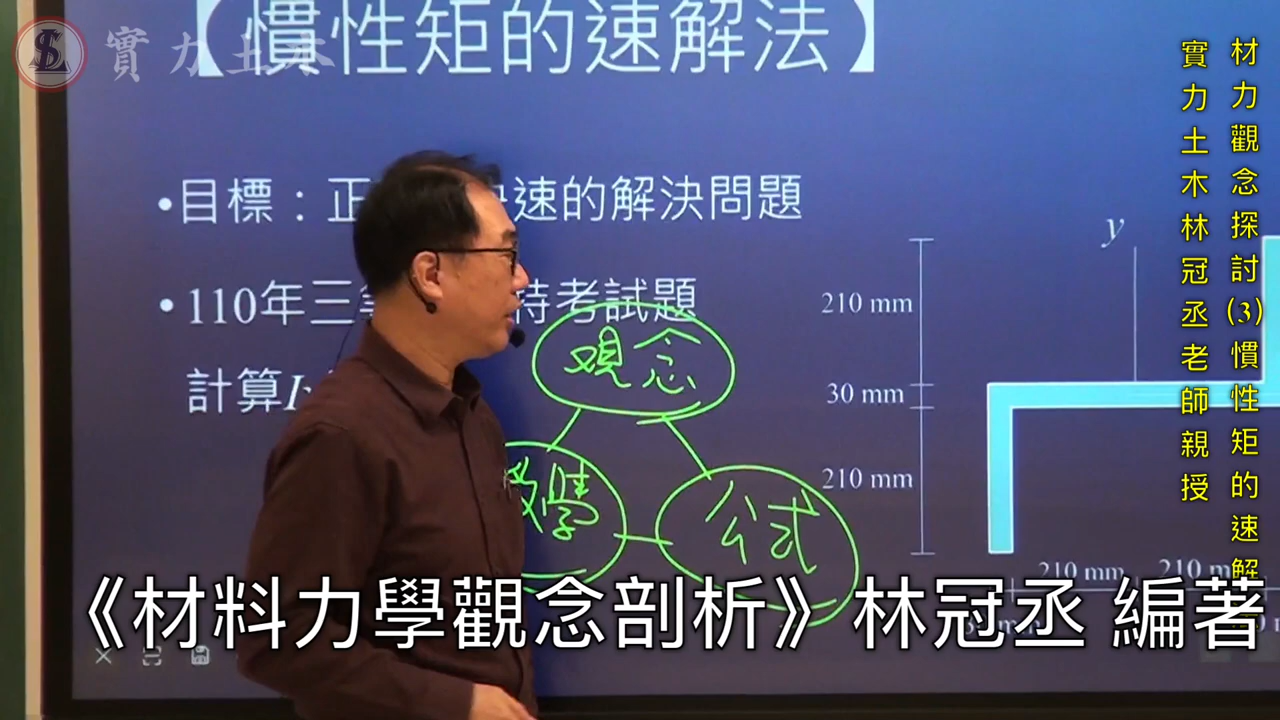 實力土木
【慣性矩的速解法】
•目標：正
速的解決問題
•110年三
特考試題
計算I
观念
數學
公式
y
210 mm
30 mm
210 mm
210 mm
210 m
材力觀念探討(3)慣性矩的速解
實力土木林冠丞老師親授
《材料力學觀念剖析》林冠丞 編著